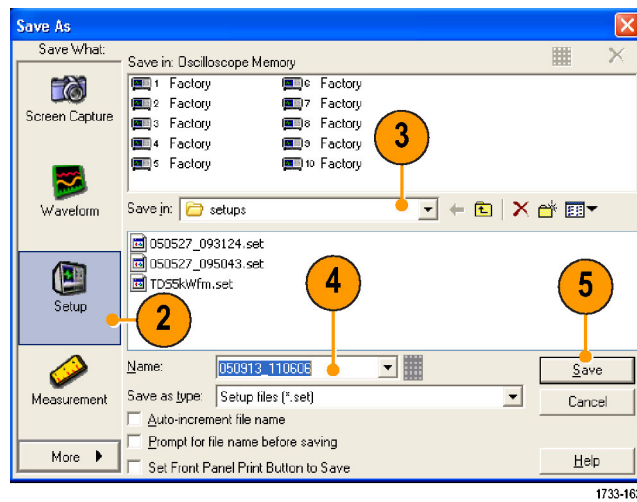 Save As
Save What:
Save in: Oscilloscope Memory
1 Factory
6 Factory
2 Factory
7 Factory
3 Factory
8 Factory
4 Factory
9 Factory
5 Factory
10 Factory
Screen Capture
3
Waveform
Save in: setups
050527_093124.set
050527_095043.set
TDS5kWfm.set
Setup
2
4
5
Name: 050913_110606
Save
Save as type: Setup files (*.set)
Cancel
Measurement
Auto-increment file name
Prompt for file name before saving
More
Set Front Panel Print Button to Save
Help